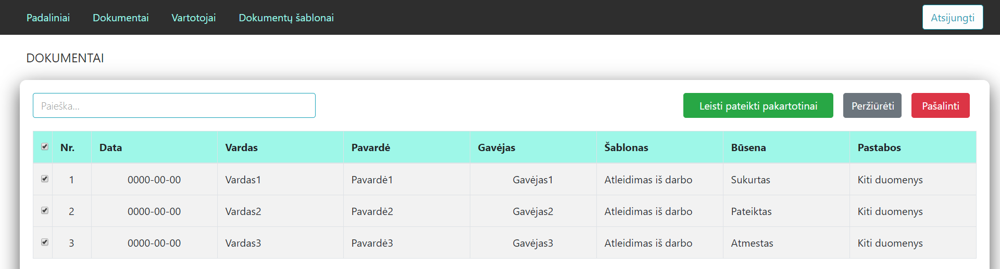 Padaliniai Dokumentai Vartotojai Dokumentų šablonai Atsijungti
DOKUMENTAI
Paieška... Leisti pateikti pakartotinai Peržiūrėti Pašalinti
Nr. Data Vardas Pavardė Gavėjas Šablonas Būsena Pastabos
1 0000-00-00 Vardas1 Pavardė1 Gavėjas1 Atleidimas iš darbo Sukurtas Kiti duomenys
2 0000-00-00 Vardas2 Pavardė2 Gavėjas2 Atleidimas iš darbo Pateiktas Kiti duomenys
3 0000-00-00 Vardas3 Pavardė3 Gavėjas3 Atleidimas iš darbo Atmestas Kiti duomenys